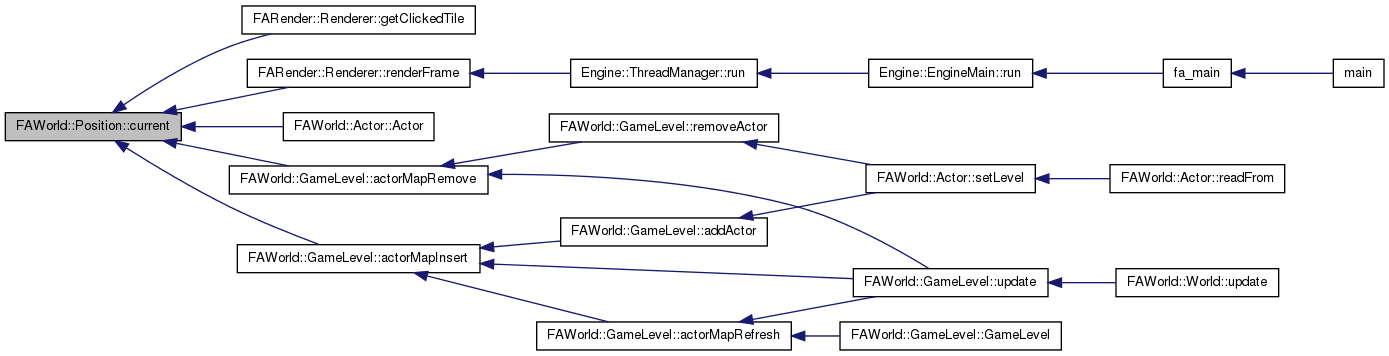 FARender::Renderer::getClickedTile
FARender::Renderer::renderFrame
Engine::ThreadManager::run
Engine::EngineMain::run
fa_main
main
FAWorld::Position::current
FAWorld::Actor::Actor
FAWorld::GameLevel::removeActor
FAWorld::GameLevel::actorMapRemove
FAWorld::Actor::setLevel
FAWorld::Actor::readFrom
FAWorld::GameLevel::addActor
FAWorld::GameLevel::actorMapInsert
FAWorld::GameLevel::update
FAWorld::World::update
FAWorld::GameLevel::actorMapRefresh
FAWorld::GameLevel::GameLevel